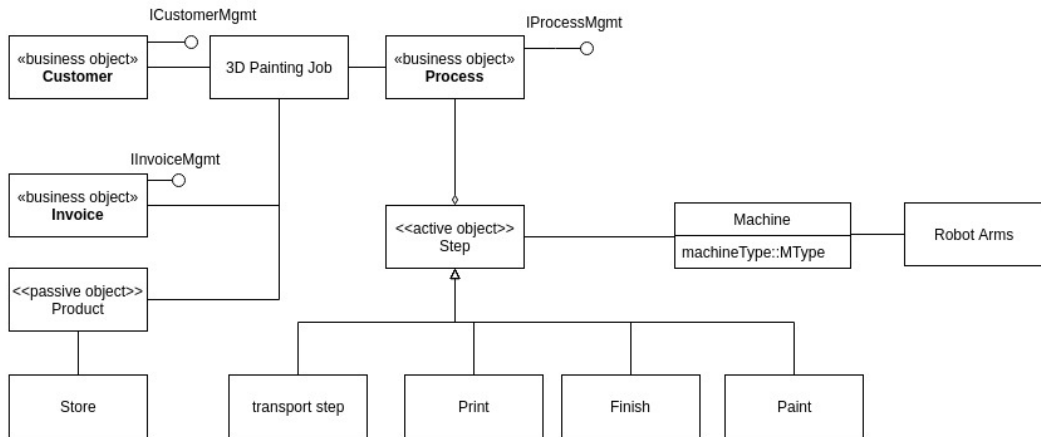 ICustomerMgmt
IProcessMgmt
«business object»
Customer
3D Painting Job
«business object»
Process
IInvoiceMgmt
«business object»
Invoice
<<active object>>
Step
Machine
machineType::MType
Robot Arms
<<passive object>>
Product
Store
transport step
Print
Finish
Paint